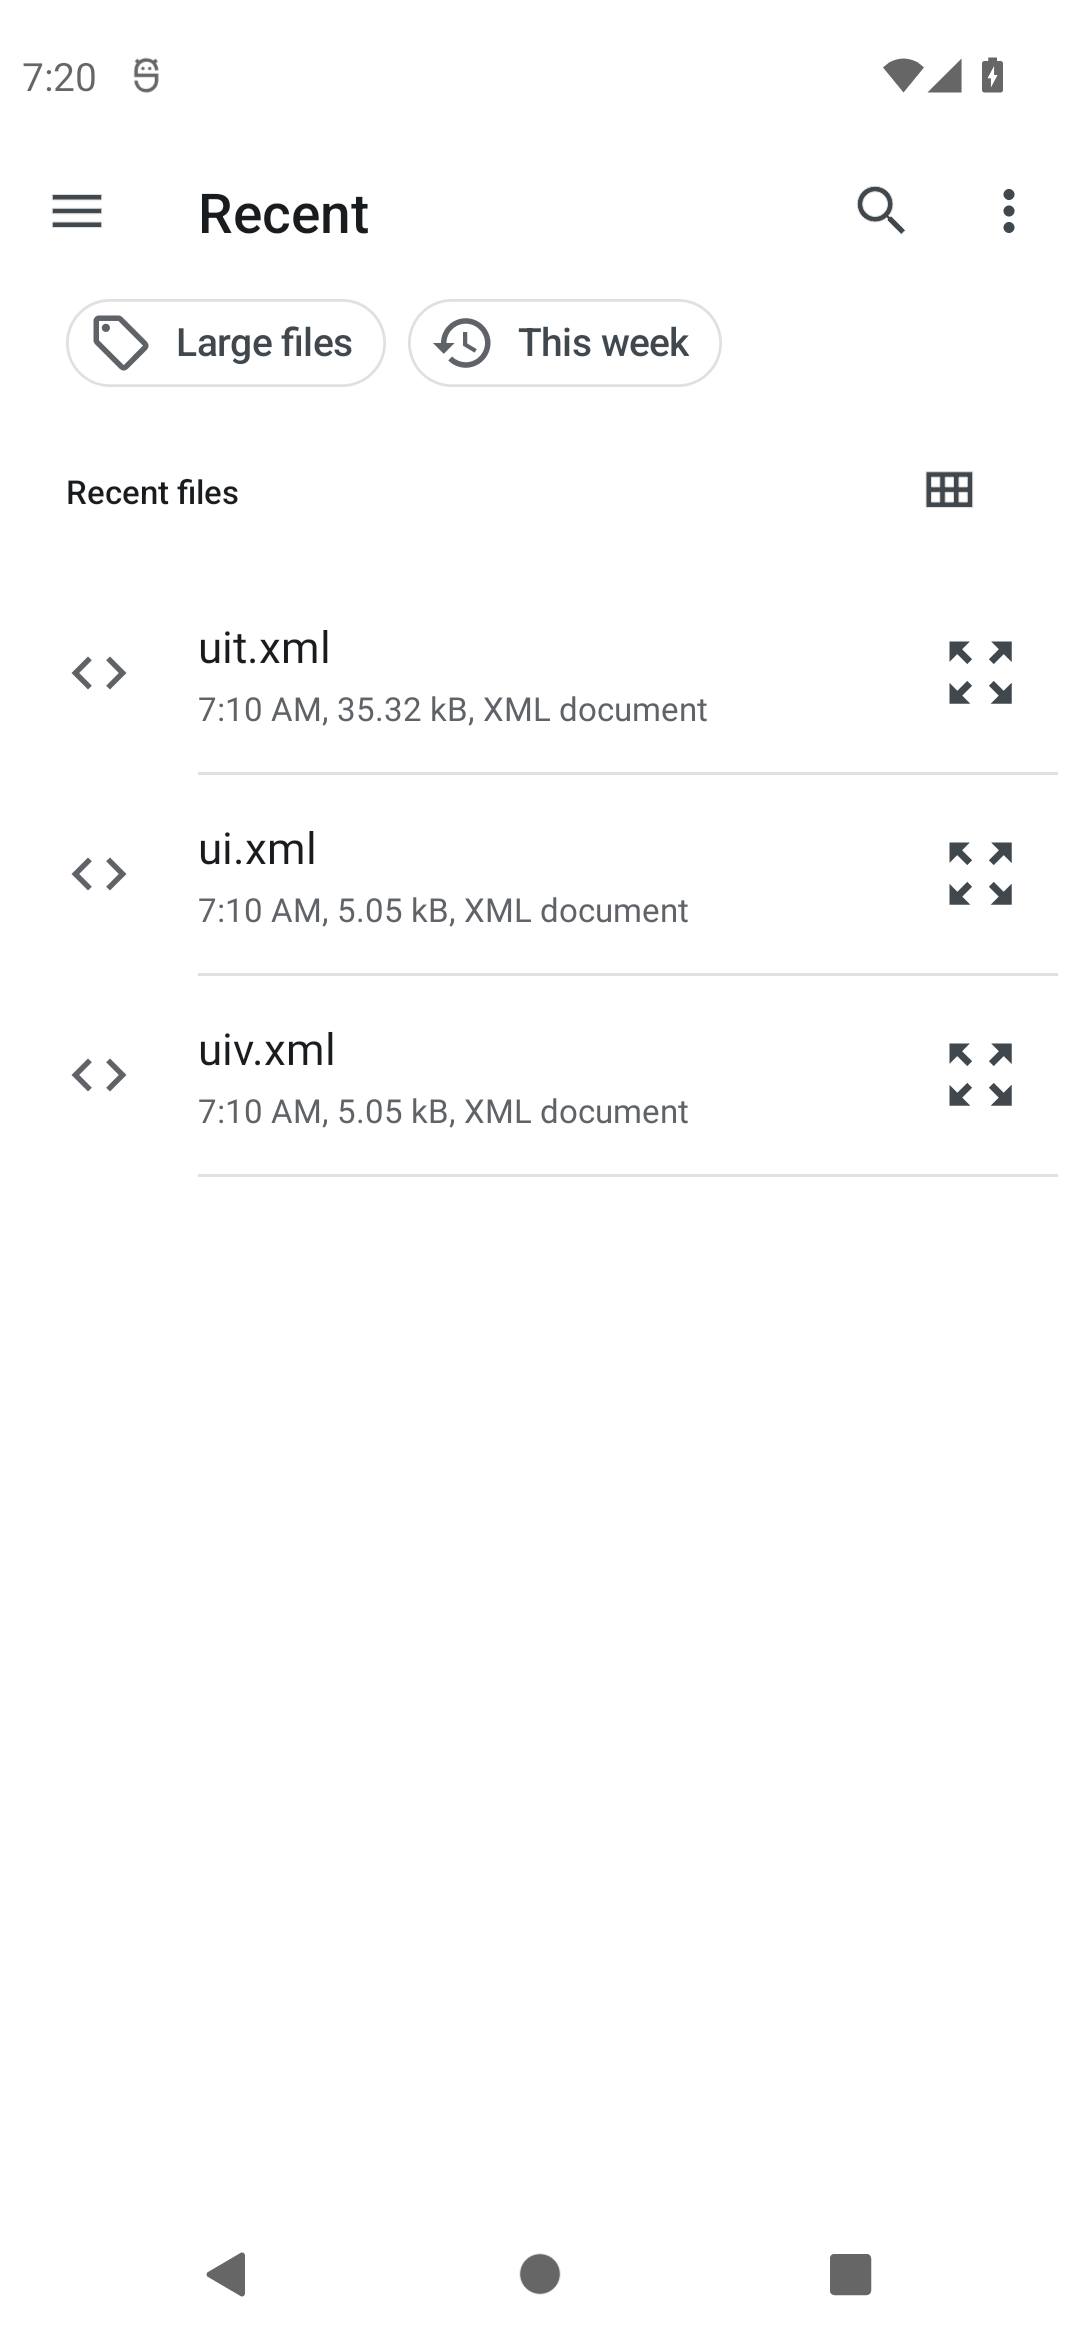 7:20
Recent
Large files
This week
Recent files
uit.xml
7:10 AM, 35.32 kB, XML document
ui.xml
7:10 AM, 5.05 kB, XML document
uiv.xml
7:10 AM, 5.05 kB, XML document